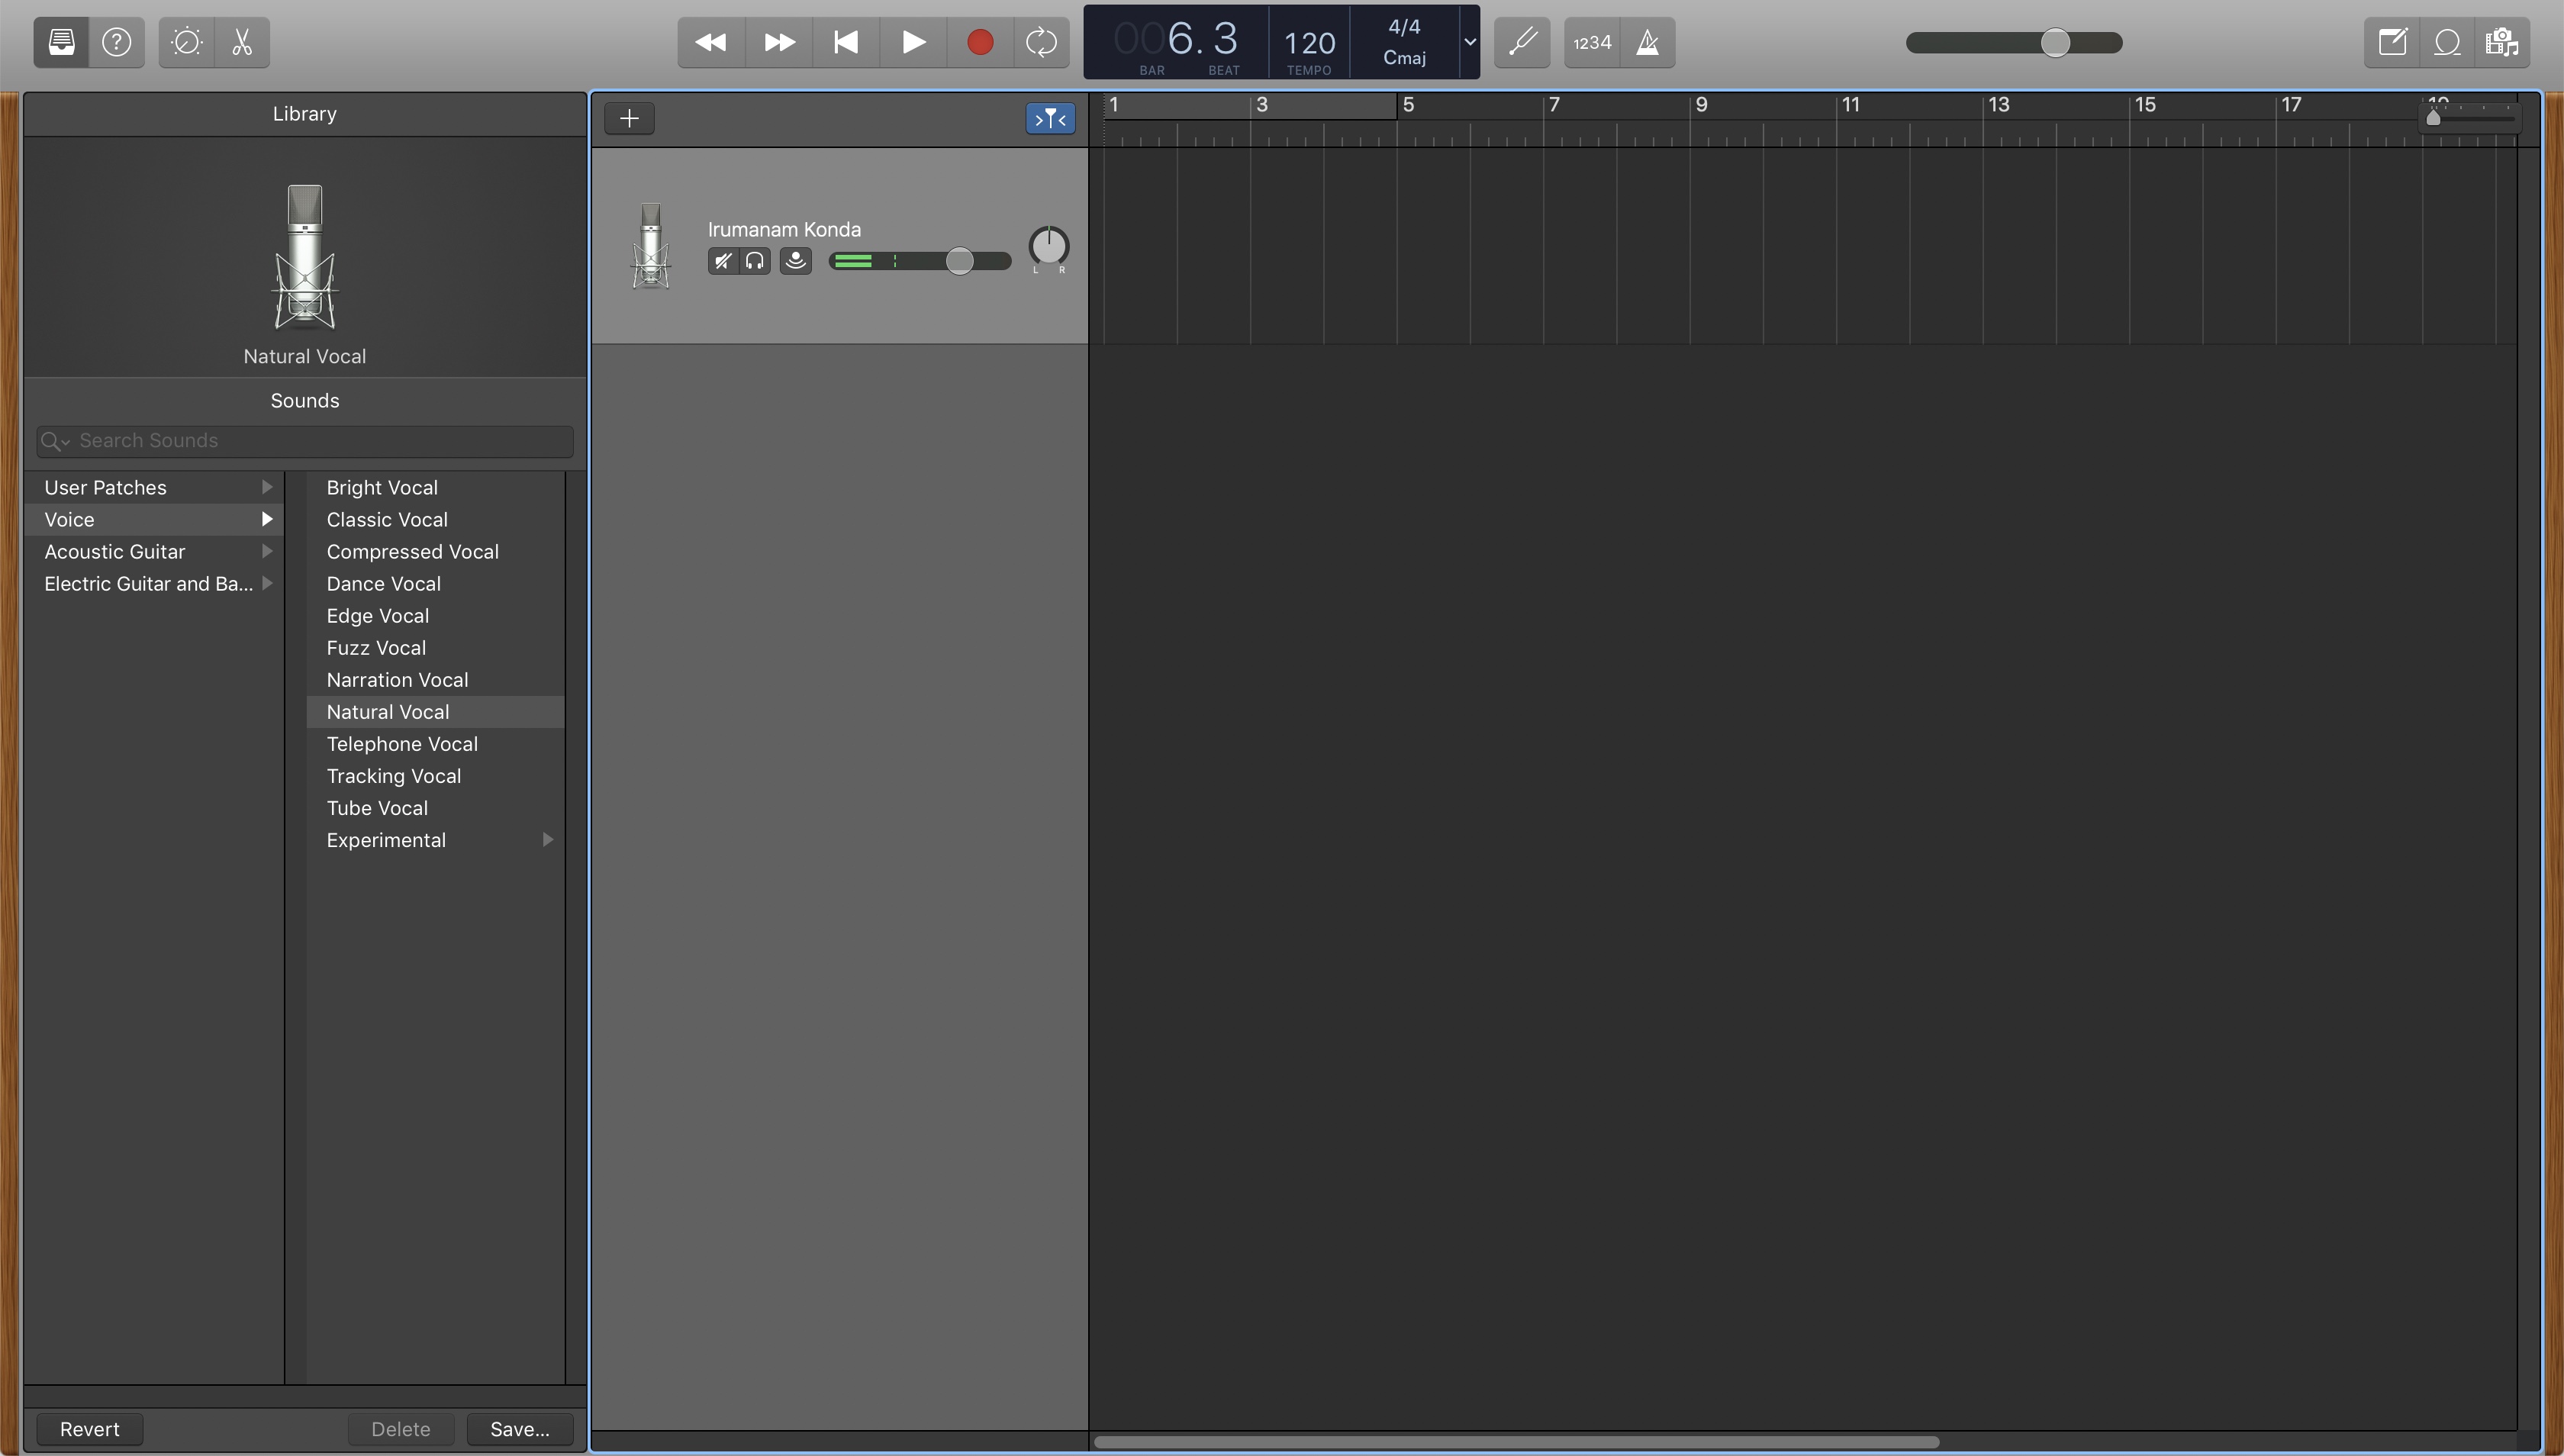 006.3
BAR
BEAT
120
TEMPO
4/4
Cmaj
1234
Library
Natural Vocal
Sounds
Search Sounds
User Patches
Voice
Acoustic Guitar
Electric Guitar and Ba...
Bright Vocal
Classic Vocal
Compressed Vocal
Dance Vocal
Edge Vocal
Fuzz Vocal
Narration Vocal
Natural Vocal
Telephone Vocal
Tracking Vocal
Tube Vocal
Experimental
Revert
Delete
Save...
1 3 5 7 9 11 13 15 17
Irumanam Konda
L R